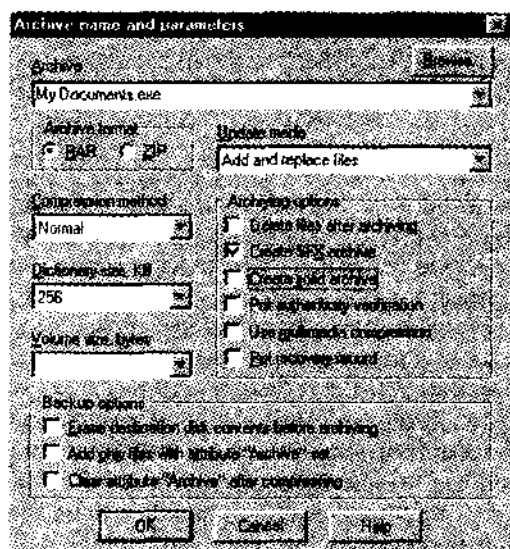 Archive name and parameters
Archive
Browse...
My Documents.exe
Archive format
RAR
ZIP
Update mode
Add and replace files
Compression method
Normal
Dictionary size, KB
256
Volume size, bytes
Archiving options
Delete files after archiving
Create SFX archive
Create solid archive
Put authenticity verification
Use multimedia compression
Put recovery record
Backup options
Erase destination disk contents before archiving
Add only files with attribute "Archive" set
Clear attribute "Archive" after compressing
OK
Cancel
Help